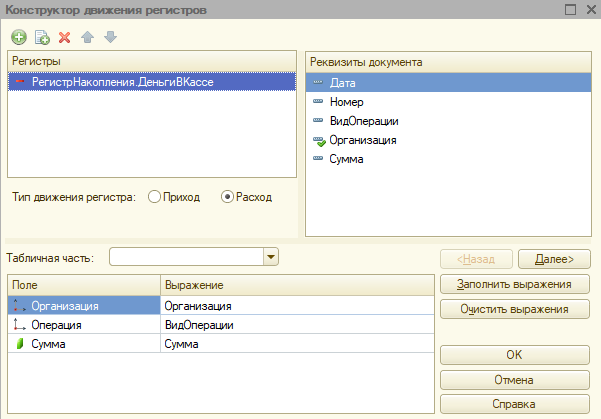 Конструктор движения регистров
Регистры
РегистрНакопления.ДеньгиВКассе
Тип движения регистра: Приход Расход
Реквизиты документа
Дата
Номер
ВидОперации
Организация
Сумма
Табличная часть:
<Назад Далее>
Поле Выражение
Организация Организация
Операция ВидОперации
Сумма Сумма
Заполнить выражения
Очистить выражения
OK
Отмена
Справка